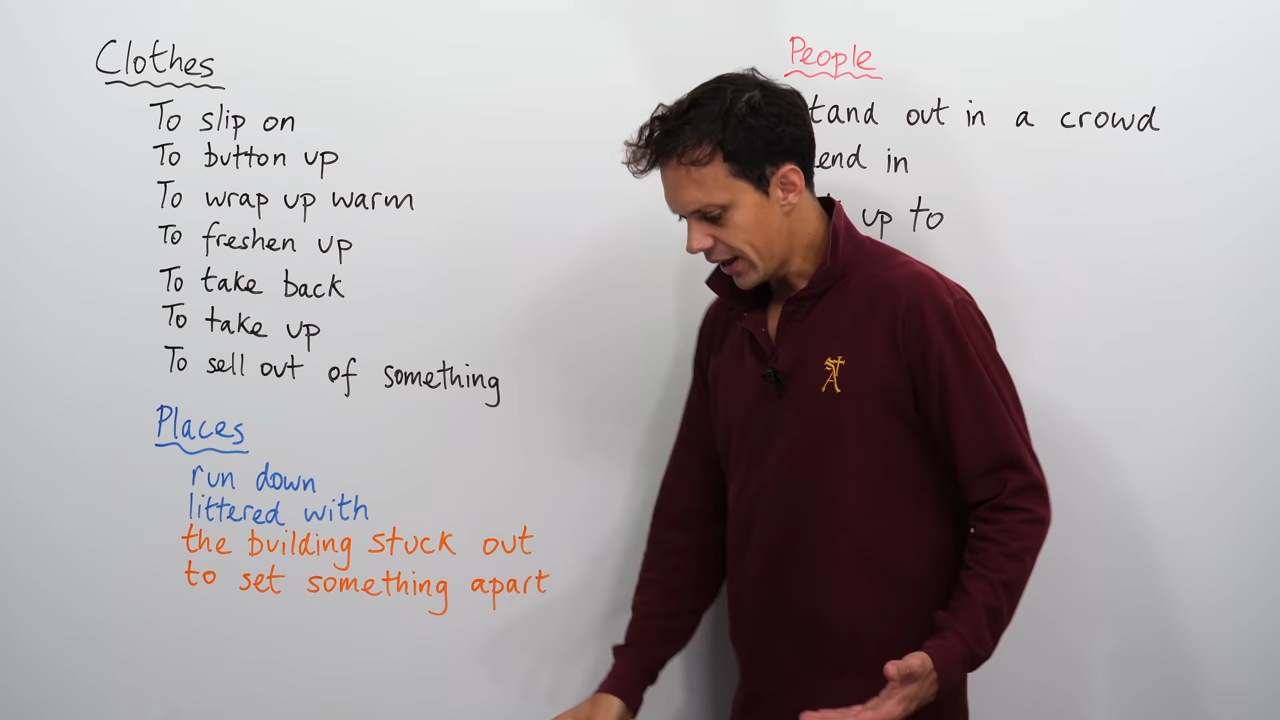 Clothes
To slip on
To button up
To wrap up warm
To freshen up
To take back
To take up
To sell out of something
Places
run down
littered with
the building stuck out
to set something apart
People
out in a crowd
in
up to